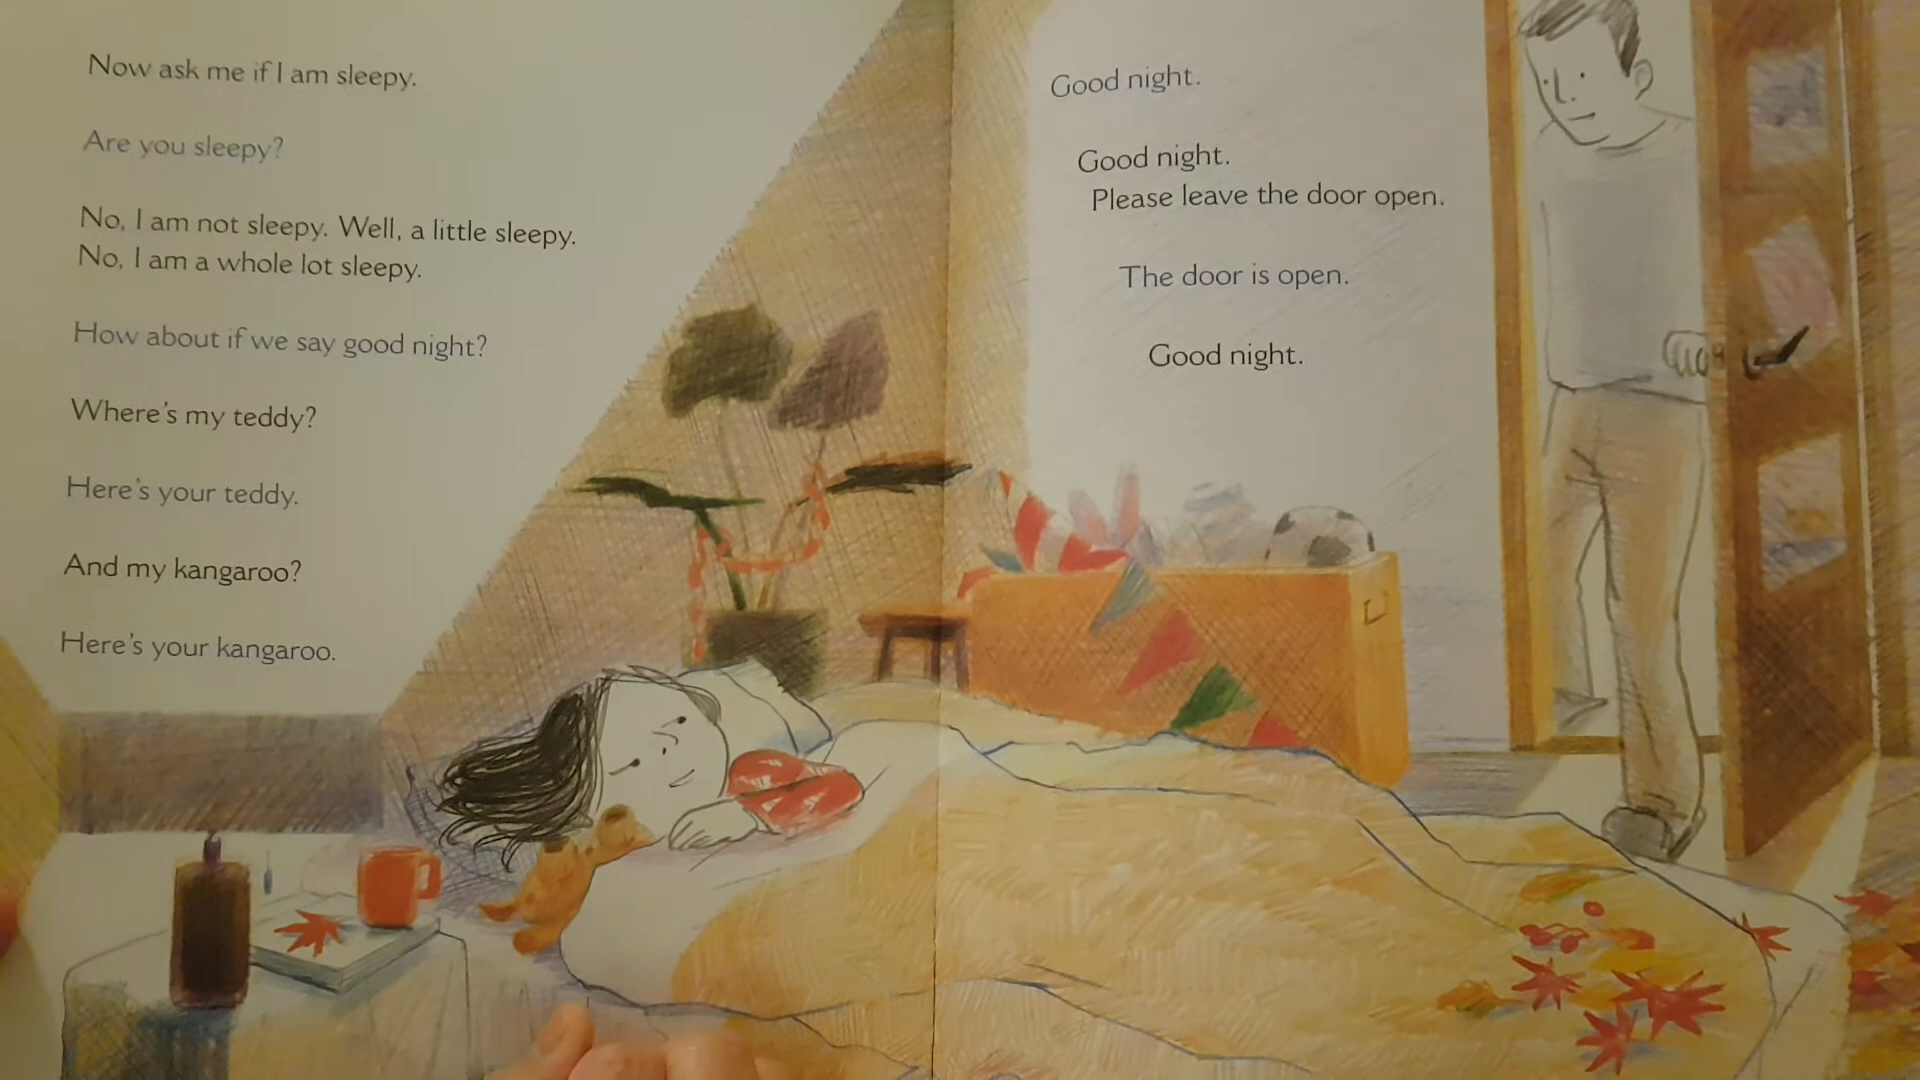 Now ask me if I am sleepy.
Are you sleepy?
No, I am not sleepy. Well, a little sleepy.
No, I am a whole lot sleepy.
How about if we say good night?
Where's my teddy?
Here's your teddy.
And my kangaroo?
Here's your kangaroo.
Good night.
Good night.
Please leave the door open.
The door is open.
Good night.